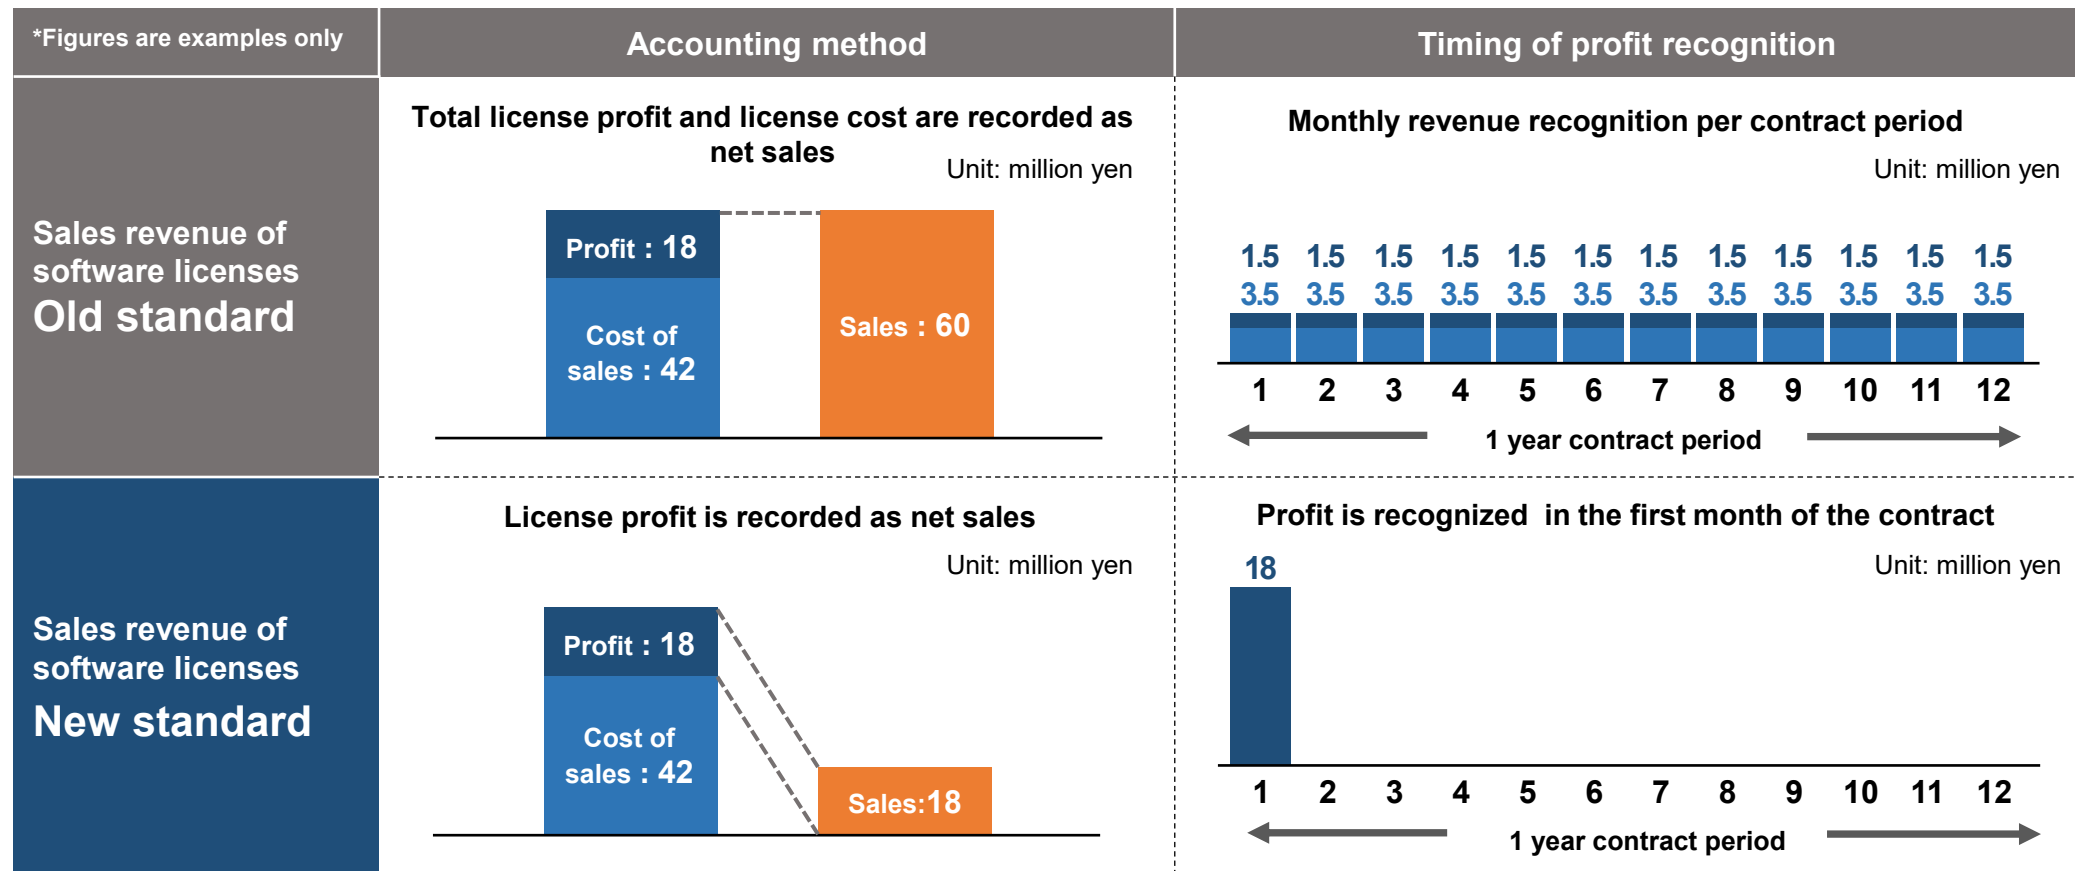 *Figures are examples only
Accounting method
Timing of profit recognition
Sales revenue of
software licenses
Old standard
Total license profit and license cost are recorded as
net sales
Unit: million yen
Profit : 18
Cost of
sales : 42
Sales : 60
Monthly revenue recognition per contract period
Unit: million yen
1.5 1.5 1.5 1.5 1.5 1.5 1.5 1.5 1.5 1.5 1.5 1.5
3.5 3.5 3.5 3.5 3.5 3.5 3.5 3.5 3.5 3.5 3.5 3.5
1 2 3 4 5 6 7 8 9 10 11 12
1 year contract period
Sales revenue of
software licenses
New standard
License profit is recorded as net sales
Unit: million yen
Profit : 18
Cost of
sales : 42
Sales:18
Profit is recognized in the first month of the contract
Unit: million yen
18
1 2 3 4 5 6 7 8 9 10 11 12
1 year contract period